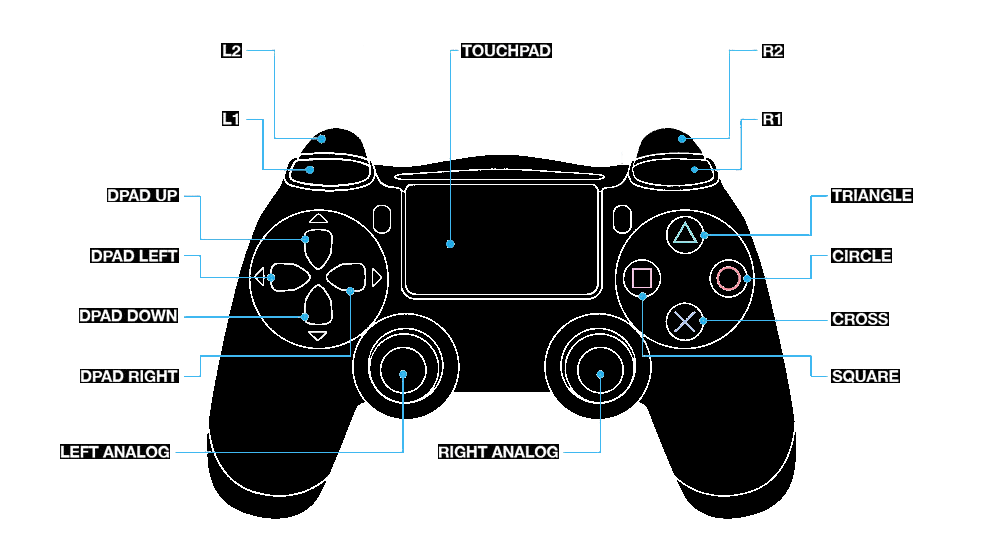 L2
TOUCHPAD
R2
L1
R1
DPAD UP
TRIANGLE
DPAD LEFT
CIRCLE
DPAD DOWN
CROSS
DPAD RIGHT
SQUARE
LEFT ANALOG
RIGHT ANALOG